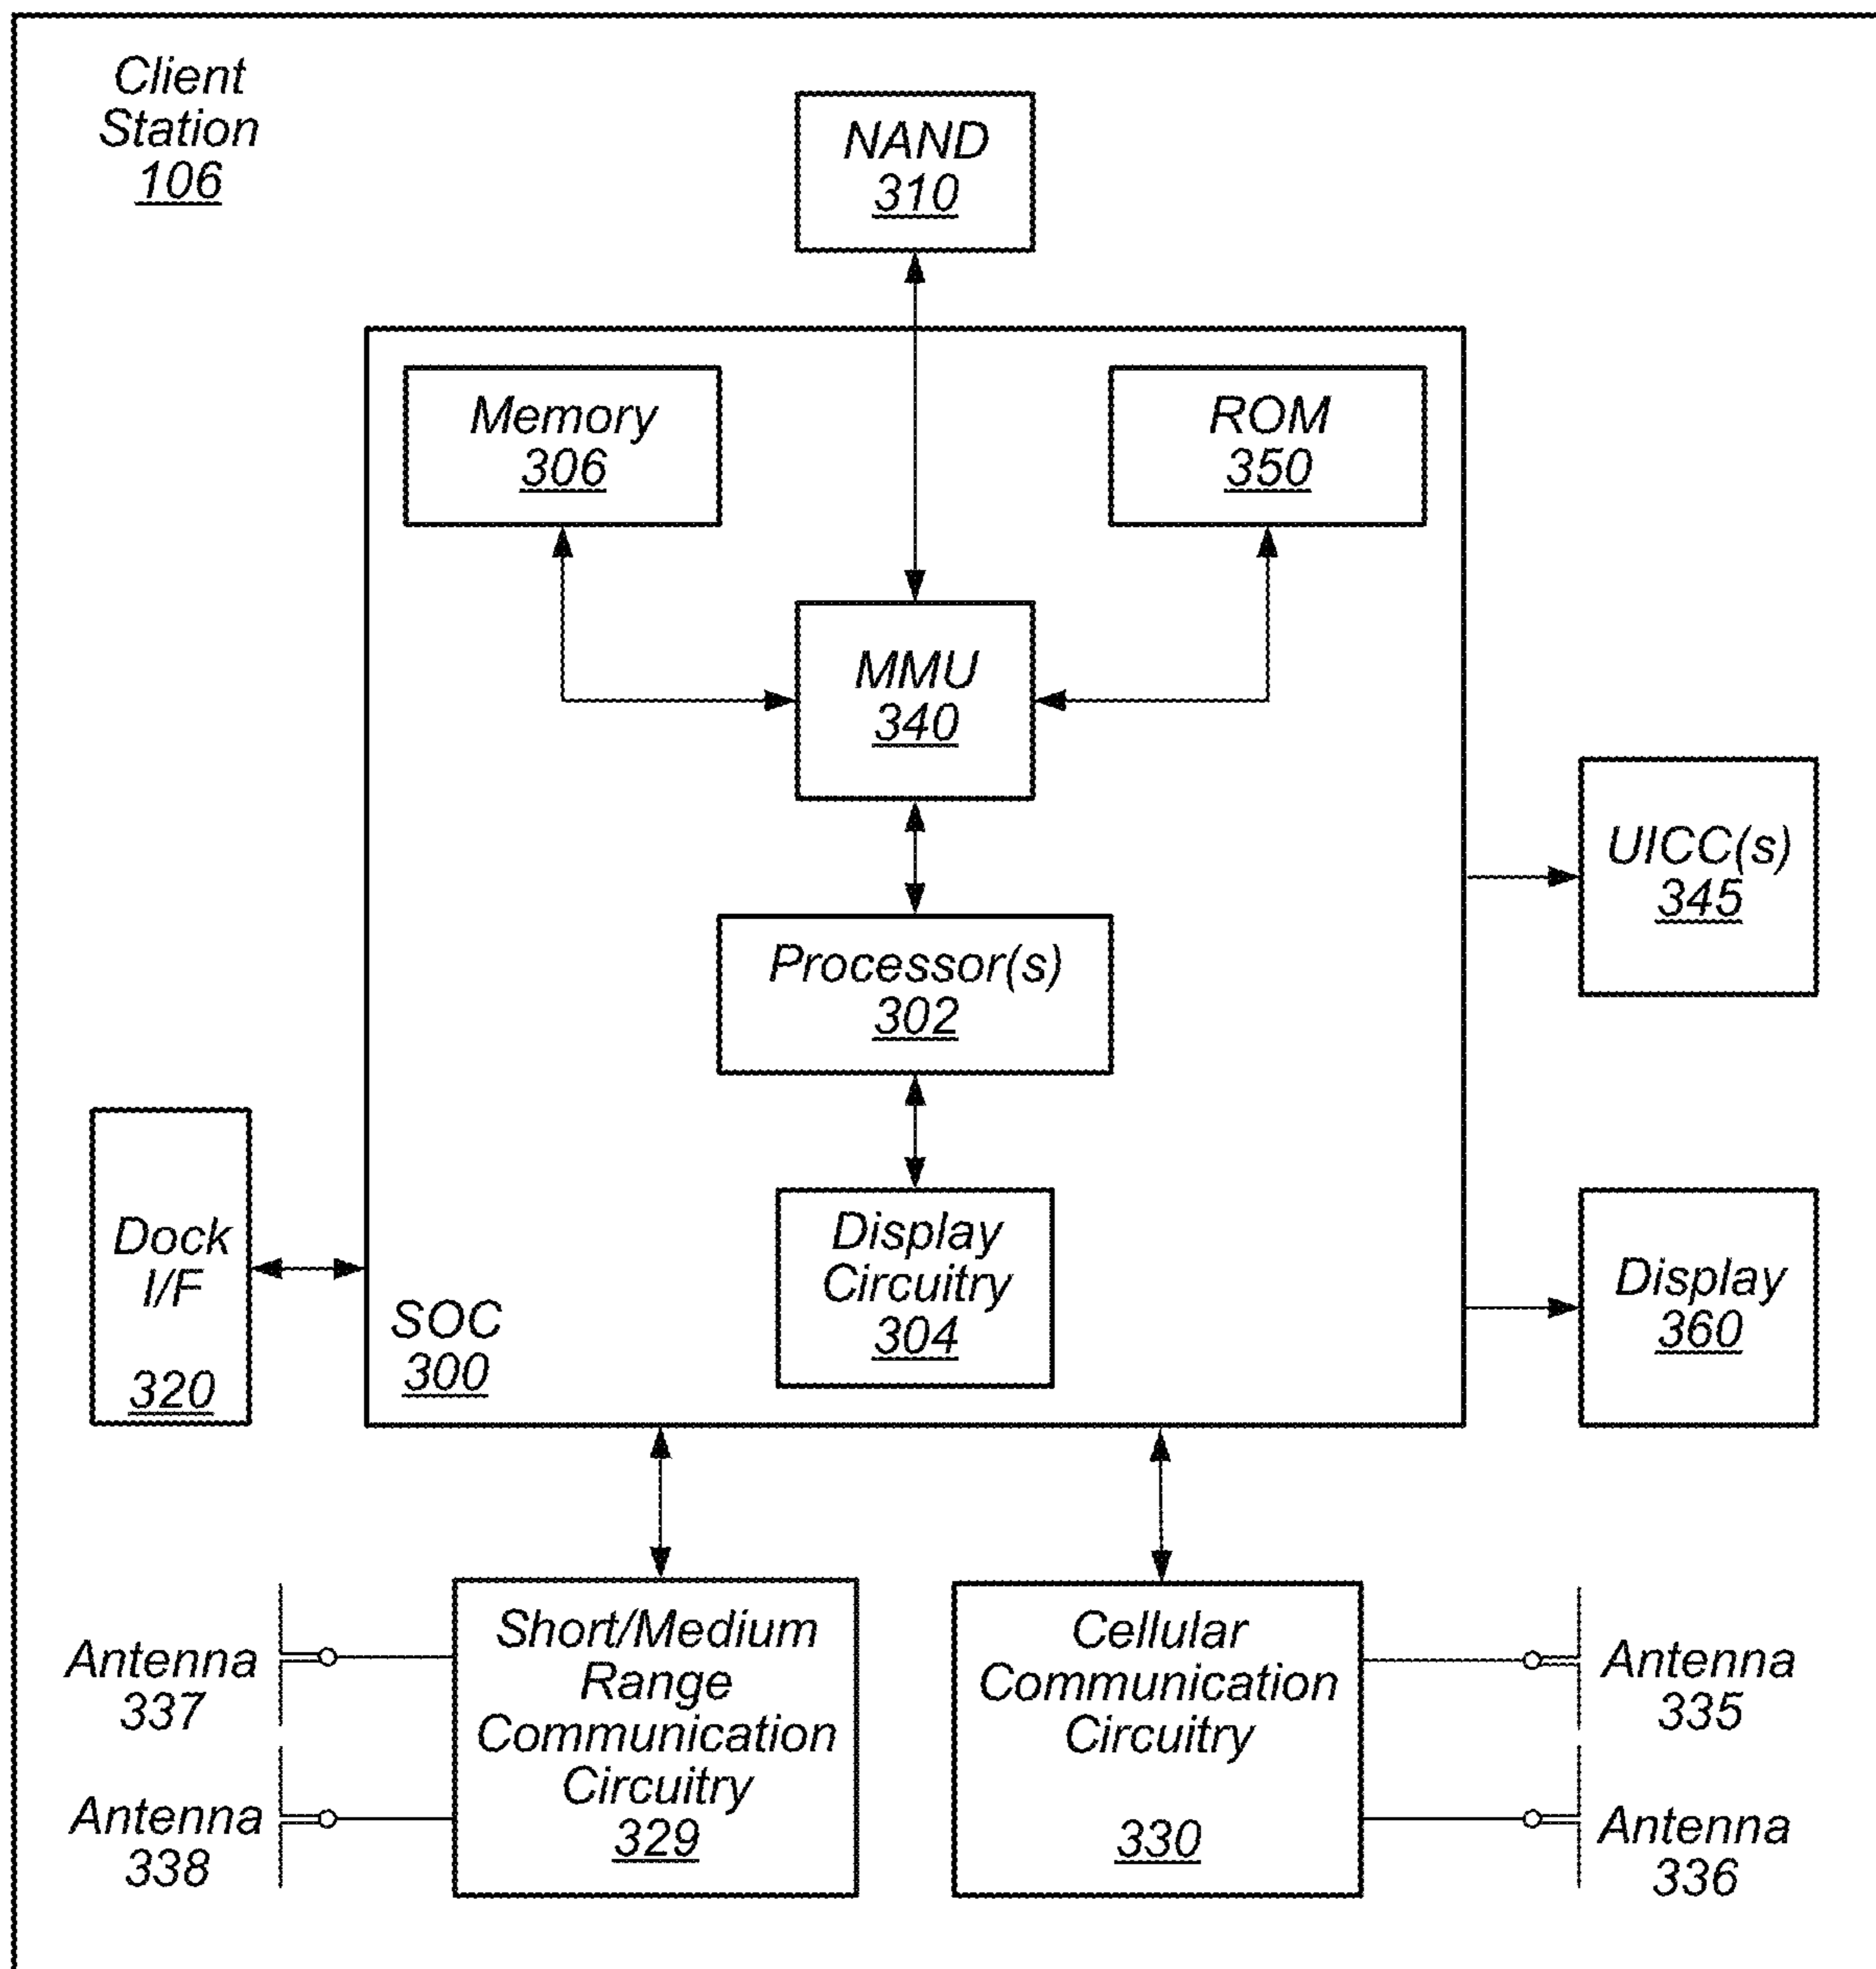 Client
Station
106
NAND
310
Memory
306
ROM
350
MMU
340
UICC(s)
345
Processor(s)
302
Dock
I/F
320
Display
Circuitry
304
SOC
300
Display
360
Antenna
337
Antenna
338
Short/Medium
Range
Communication
Circuitry
329
Cellular
Communication
Circuitry
330
Antenna
335
Antenna
336